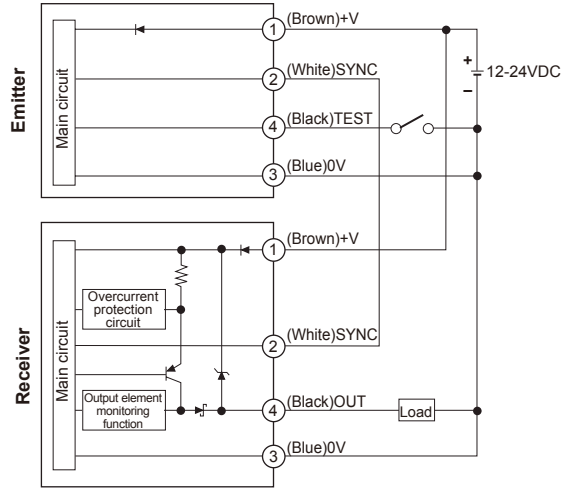 Emitter
Main circuit
1 (Brown)+V
2 (White)SYNC
4 (Black)TEST
3 (Blue)0V
+
12-24VDC
−
Receiver
Main circuit
Overcurrent
protection
circuit
Output element
monitoring
function
1 (Brown)+V
2 (White)SYNC
4 (Black)OUT
Load
3 (Blue)0V